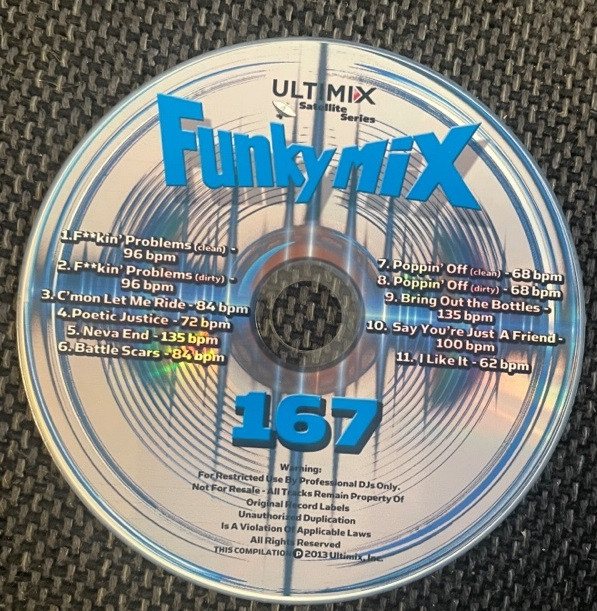 ULTIMIX
Satellite
Series
FunkymiX
1.F**kin' Problems (clean) -
96 bpm
2. F**kin' Problems (dirty) -
96 bpm
3. C'mon Let Me Ride - 84 bpm
4.Poetic Justice - 72 bpm
5. Neva End - 135 bpm
6. Battle Scars - 84 bpm
7. Poppin' Off (clean) - 68 bpm
8. Poppin' Off (dirty) - 68 bpm
9. Bring Out the Bottles -
135 bpm
10. Say You're Just A Friend -
100 bpm
11. I Like It - 62 bpm
167
Warning:
For Restricted Use By Professional DJs Only.
Not For Resale - All Tracks Remain Property Of
Original Record Labels
Unauthorized Duplication
Is A Violation Of Applicable Laws
All Rights Reserved
THIS COMPILATION ℗ 2013 Ultimix, Inc.